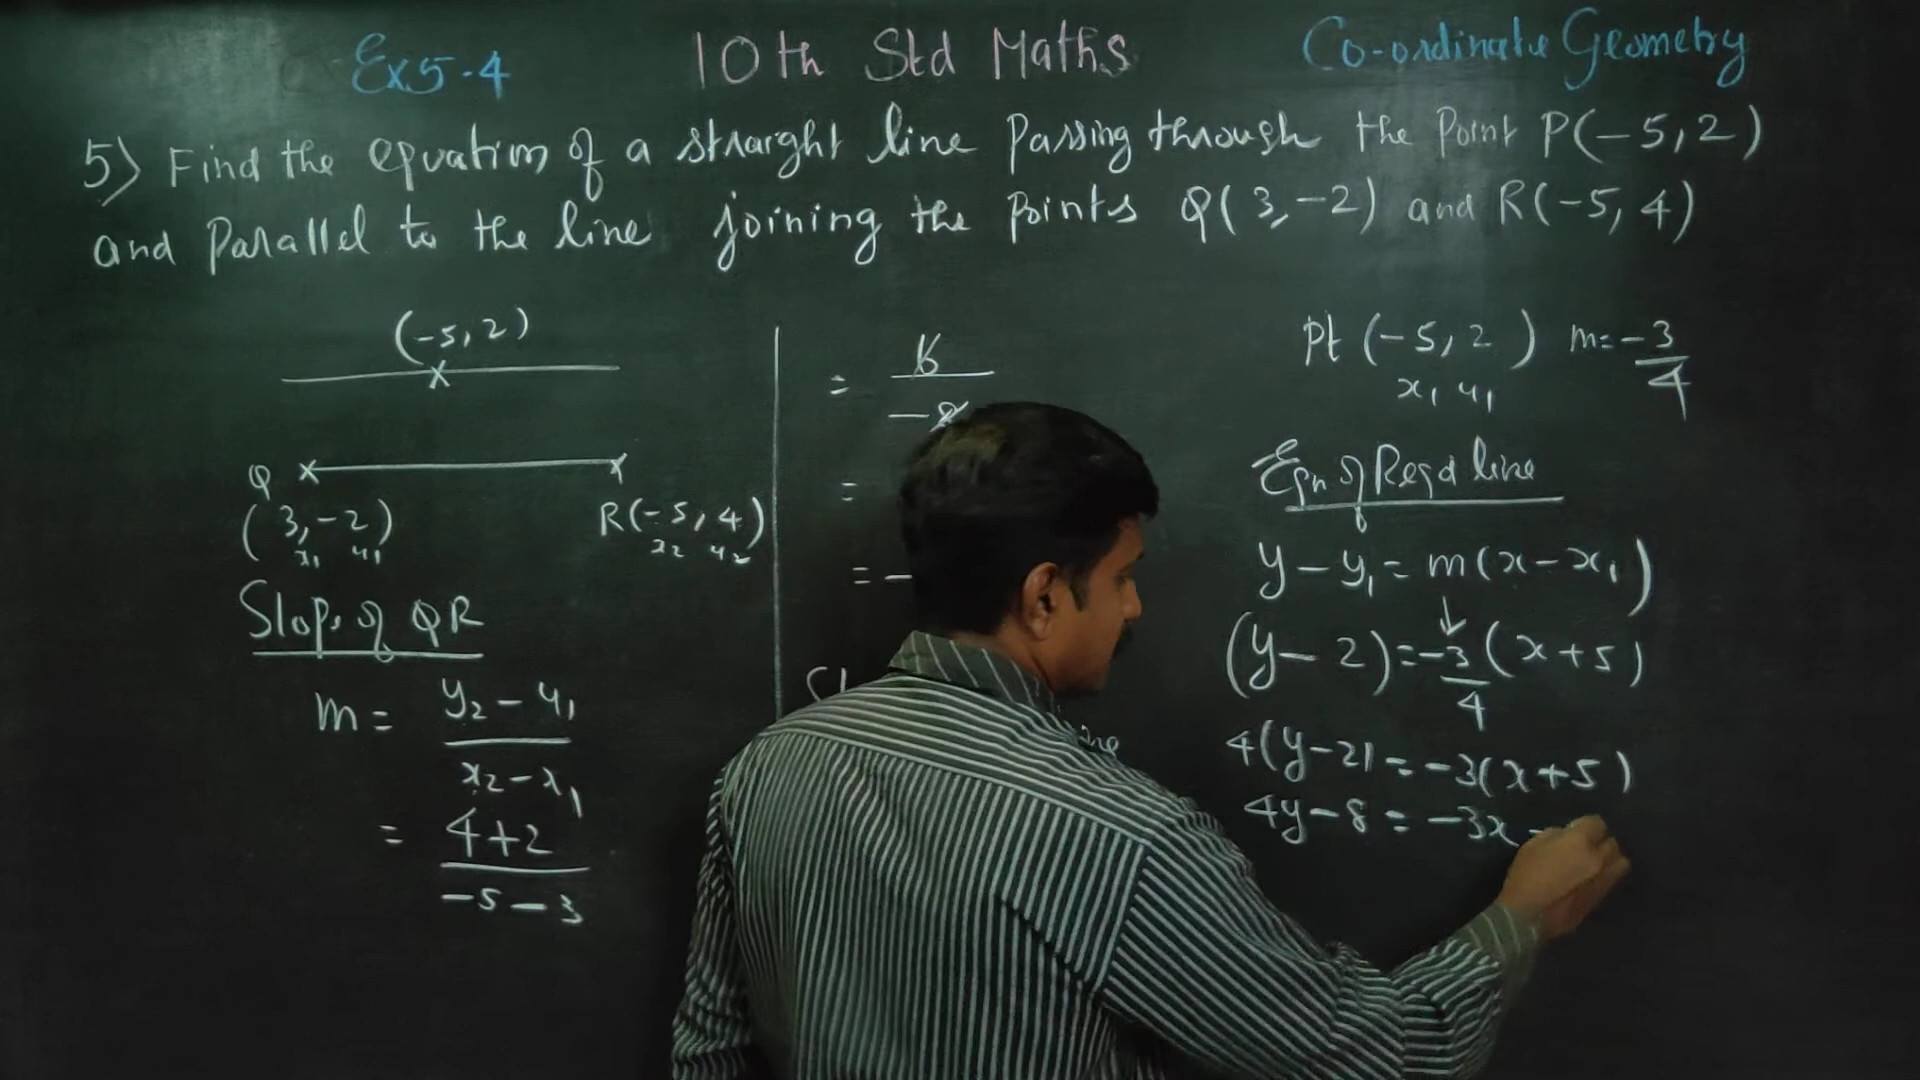 Ex5.4 10th Std Maths Co-ordinate Geometry
5) Find the equation of a straight line passing through the point P(-5, 2)
and parallel to the line joining the points Q(3, -2) and R(-5, 4)
(-5, 2)
Q
(3, -2)
x₁ y₁
R(-5, 4)
x₂ y₂
Slope of QR
m = y₂ - y₁
x₂ - x₁
= 4+2
-5 - 3
= 6
-8
=
= -
Pt (-5, 2) m = -3
4
x₁ y₁
Eqn of Reqd line
y - y₁ = m(x - x₁)
(y - 2) = -3 (x+5)
4
4(y-2) = -3(x+5)
4y - 8 = -3x -